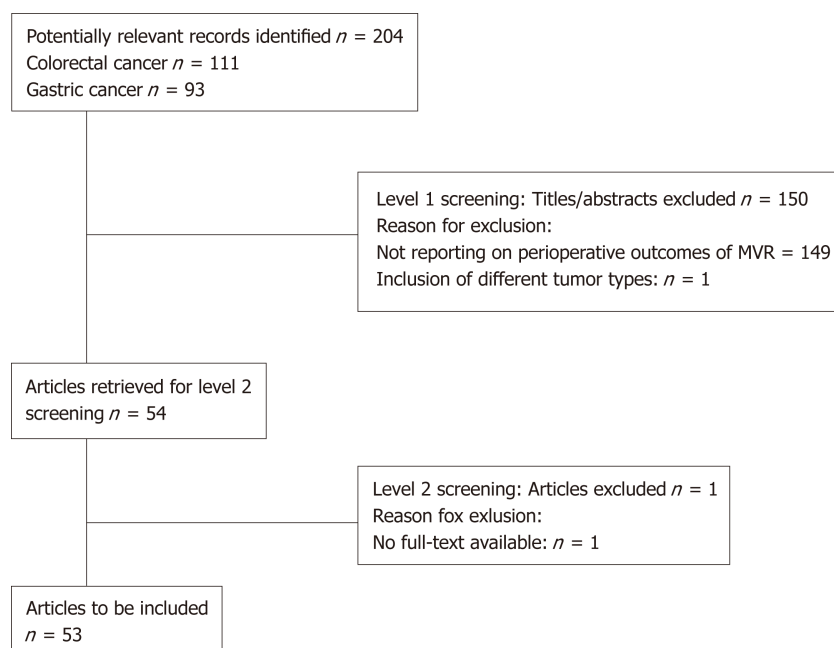 Potentially relevant records identified n = 204
Colorectal cancer n = 111
Gastric cancer n = 93
Level 1 screening: Titles/abstracts excluded n = 150
Reason for exclusion:
Not reporting on perioperative outcomes of MVR = 149
Inclusion of different tumor types: n = 1
Articles retrieved for level 2
screening n = 54
Level 2 screening: Articles excluded n = 1
Reason fox exlusion:
No full-text available: n = 1
Articles to be included
n = 53